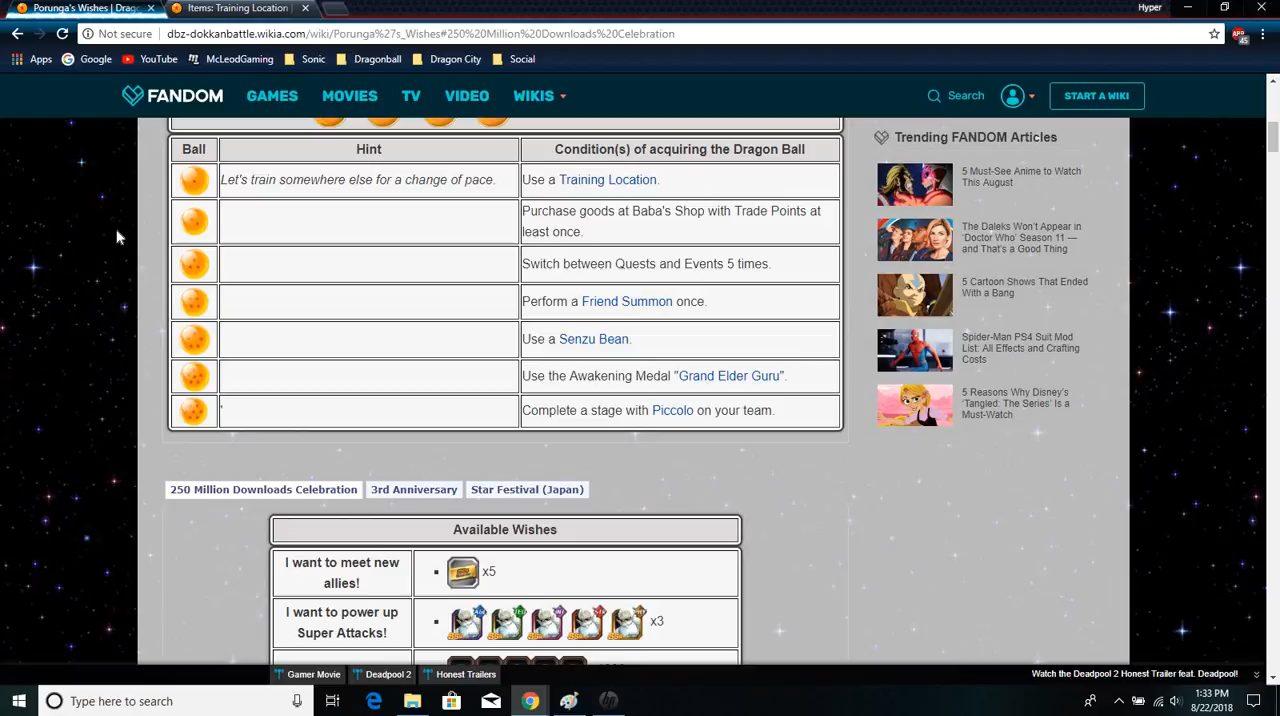 Porunga's Wishes | Drag
Items: Training Location
Hyper
Not secure
dbz-dokkanbattle.wikia.com/wiki/Porunga%27s_Wishes#250%20Million%20Downloads%20Celebration
45
Apps
Google
YouTube
McLeodGaming
Sonic
Dragonball
Dragon City
Social
FANDOM
GAMES
MOVIES
TV
VIDEO
WIKIS
Search
START A WIKI
Ball
Hint
Condition(s) of acquiring the Dragon Ball
Let's train somewhere else for a change of pace.
Use a Training Location.
Purchase goods at Baba's Shop with Trade Points at
least once.
Switch between Quests and Events 5 times.
Perform a Friend Summon once.
Use a Senzu Bean.
Use the Awakening Medal "Grand Elder Guru".
'
Complete a stage with Piccolo on your team.
Trending FANDOM Articles
5 Must-See Anime to Watch
This August
The Daleks Won't Appear in
'Doctor Who' Season 11 —
and That's a Good Thing
5 Cartoon Shows That Ended
With a Bang
Spider-Man PS4 Suit Mod
List: All Effects and Crafting
Costs
5 Reasons Why Disney's
'Tangled: The Series' Is a
Must-Watch
250 Million Downloads Celebration
3rd Anniversary
Star Festival (Japan)
Available Wishes
I want to meet new
allies!
x5
I want to power up
Super Attacks!
x3
Gamer Movie
Deadpool 2
Honest Trailers
Watch the Deadpool 2 Honest Trailer feat. Deadpool!
Type here to search
1:33 PM
8/22/2018